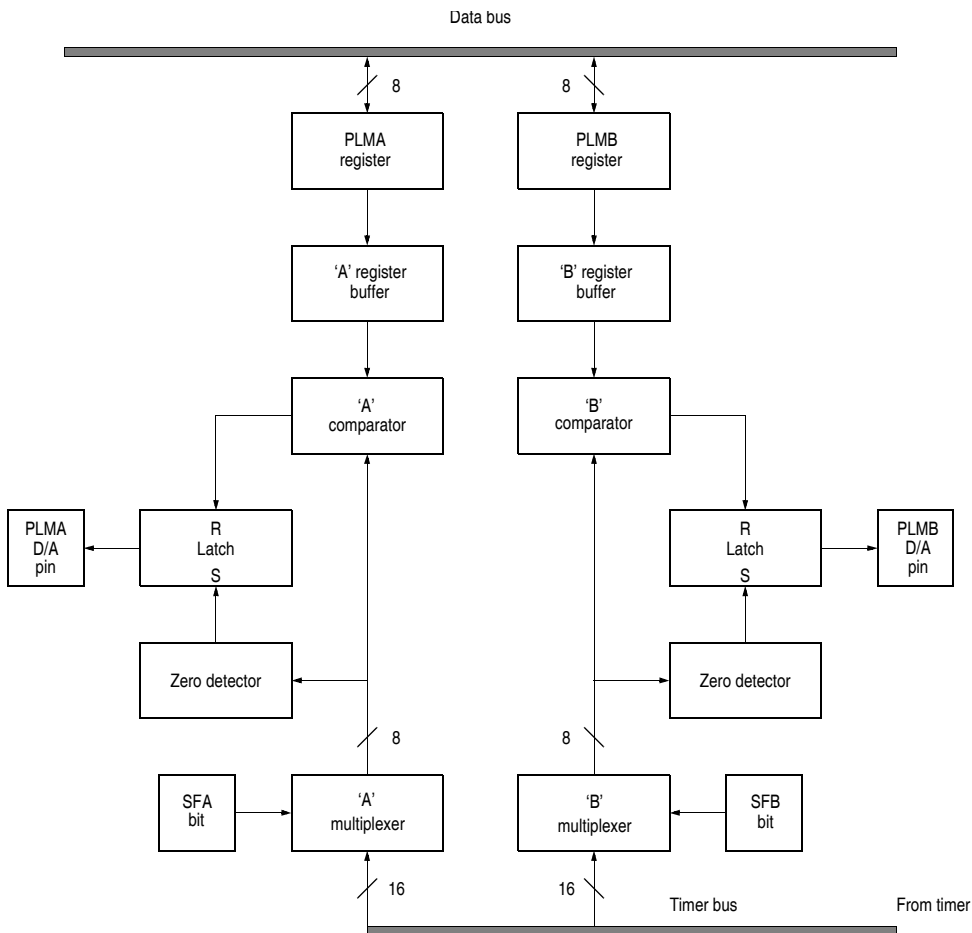 Data bus
8
8
PLMA
register
PLMB
register
‘A’ register
buffer
‘B’ register
buffer
‘A’
comparator
‘B’
comparator
PLMA
D/A
pin
R
Latch
S
R
Latch
S
PLMB
D/A
pin
Zero detector
Zero detector
8
8
SFA
bit
‘A’
multiplexer
‘B’
multiplexer
SFB
bit
16
16
Timer bus
From timer